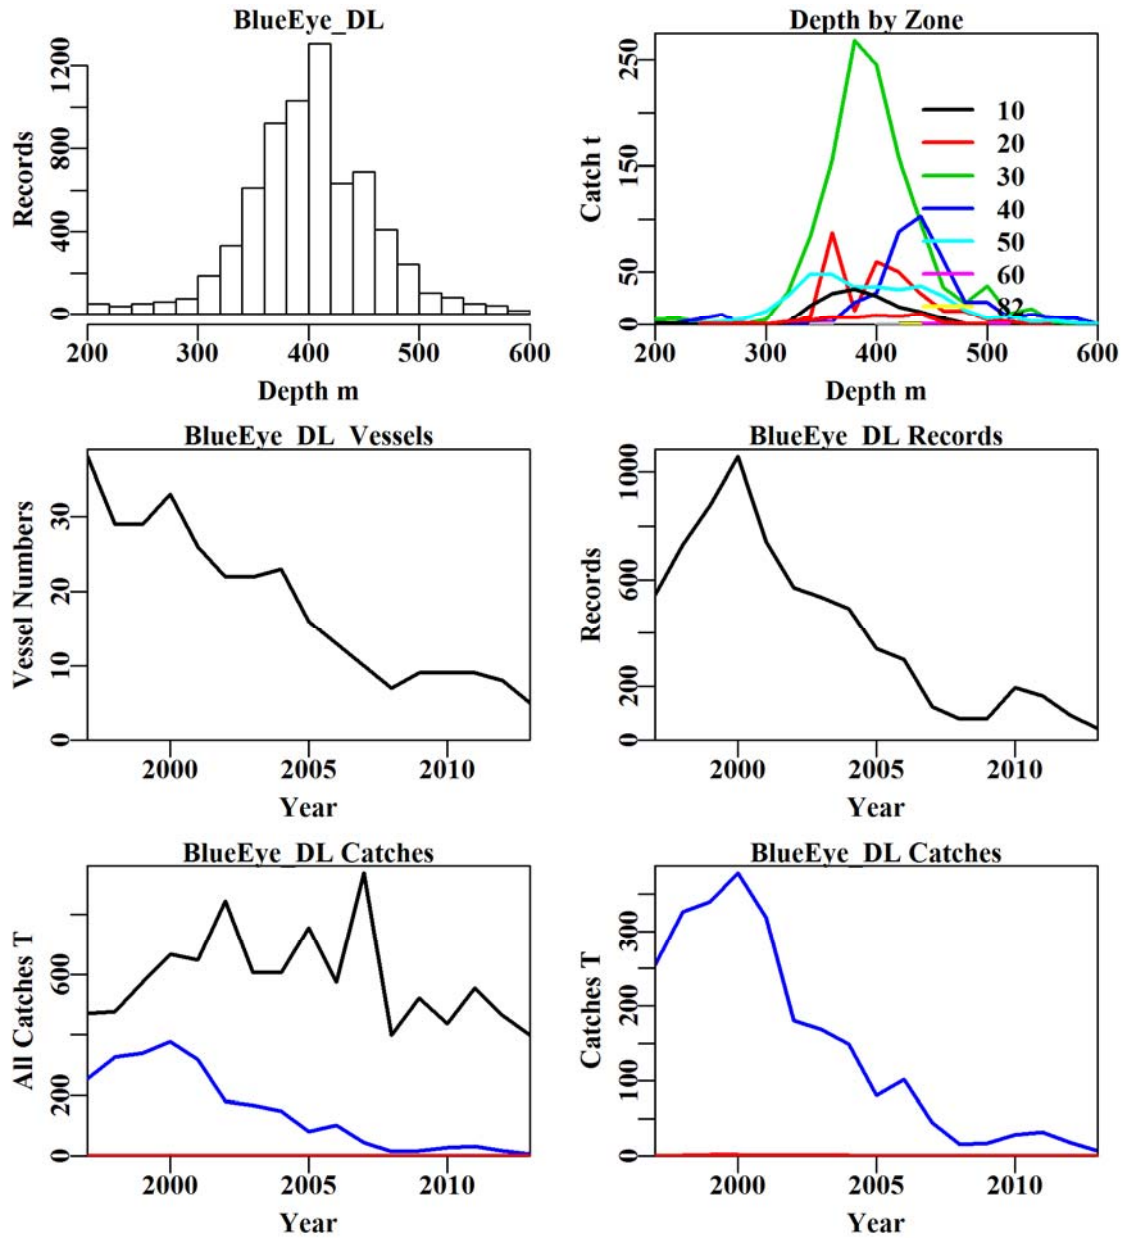 BlueEye_DL
Records
0 400 800 1200
200 300 400 500 600
Depth m
Depth by Zone
Catch t
0 50 150 250
10
20
30
40
50
60
82
200 300 400 500 600
Depth m
BlueEye_DL_Vessels
Vessel Numbers
0 10 20 30
2000 2005 2010
Year
BlueEye_DL Records
Records
0 200 600 1000
2000 2005 2010
Year
BlueEye_DL Catches
All Catches T
0 200 600
2000 2005 2010
Year
BlueEye_DL Catches
Catches T
0 100 200 300
2000 2005 2010
Year